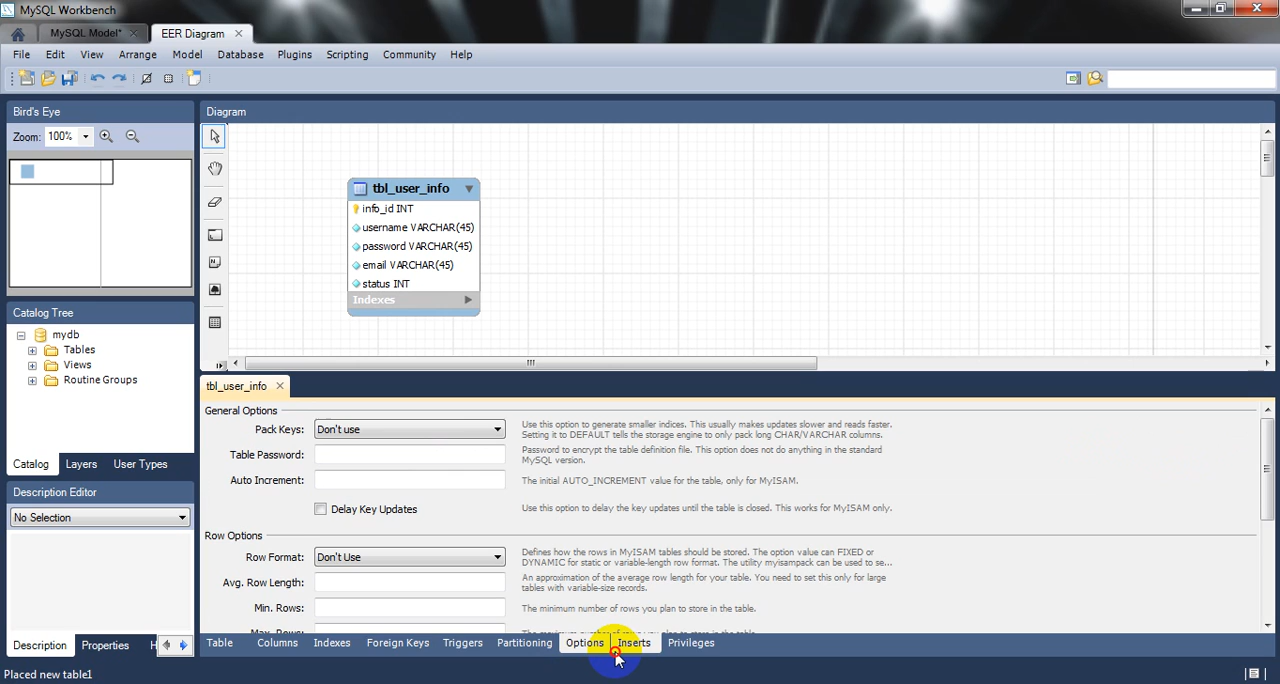 MySQL Workbench
MySQL Model*
EER Diagram
File Edit View Arrange Model Database Plugins Scripting Community Help
Bird's Eye
Zoom: 100%
Diagram
tbl_user_info
info_id INT
username VARCHAR(45)
password VARCHAR(45)
email VARCHAR(45)
status INT
Indexes
Catalog Tree
mydb
Tables
Views
Routine Groups
Catalog Layers User Types
Description Editor
No Selection
Description Properties H
tbl_user_info
General Options
Pack Keys: Don't use
Use this option to generate smaller indices. This usually makes updates slower and reads faster.
Setting it to DEFAULT tells the storage engine to only pack long CHAR/VARCHAR columns.
Table Password:
Password to encrypt the table definition file. This option does not do anything in the standard
MySQL version.
Auto Increment:
The initial AUTO_INCREMENT value for the table, only for MyISAM.
Delay Key Updates
Use this option to delay the key updates until the table is closed. This works for MyISAM only.
Row Options
Row Format: Don't Use
Defines how the rows in MyISAM tables should be stored. The option value can FIXED or
DYNAMIC for static or variable-length row format. The utility myisampack can be used to se...
Avg. Row Length:
An approximation of the average row length for your table. You need to set this only for large
tables with variable-size records.
Min. Rows:
The minimum number of rows you plan to store in the table.
Table Columns Indexes Foreign Keys Triggers Partitioning Options Inserts Privileges
Placed new table1